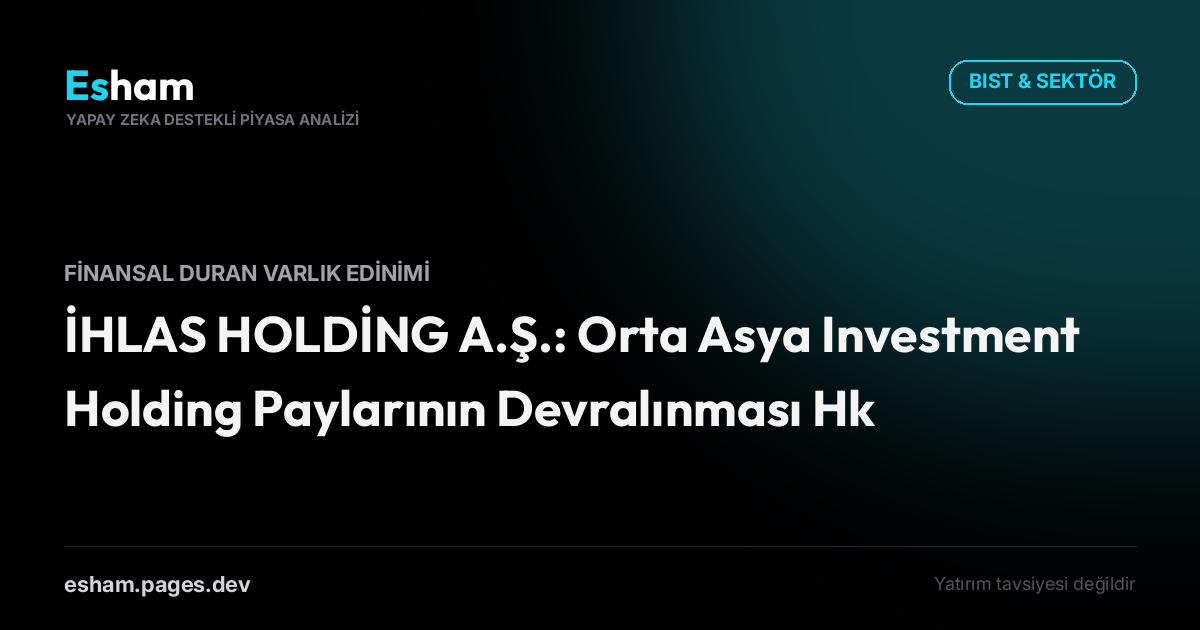 Esham
YAPAY ZEKA DESTEKLİ PİYASA ANALİZİ
BIST & SEKTÖR
FİNANSAL DURAN VARLIK EDİNİMİ
İHLAS HOLDİNG A.Ş.: Orta Asya Investment
Holding Paylarının Devralınması Hk
esham.pages.dev
Yatırım tavsiyesi değildir